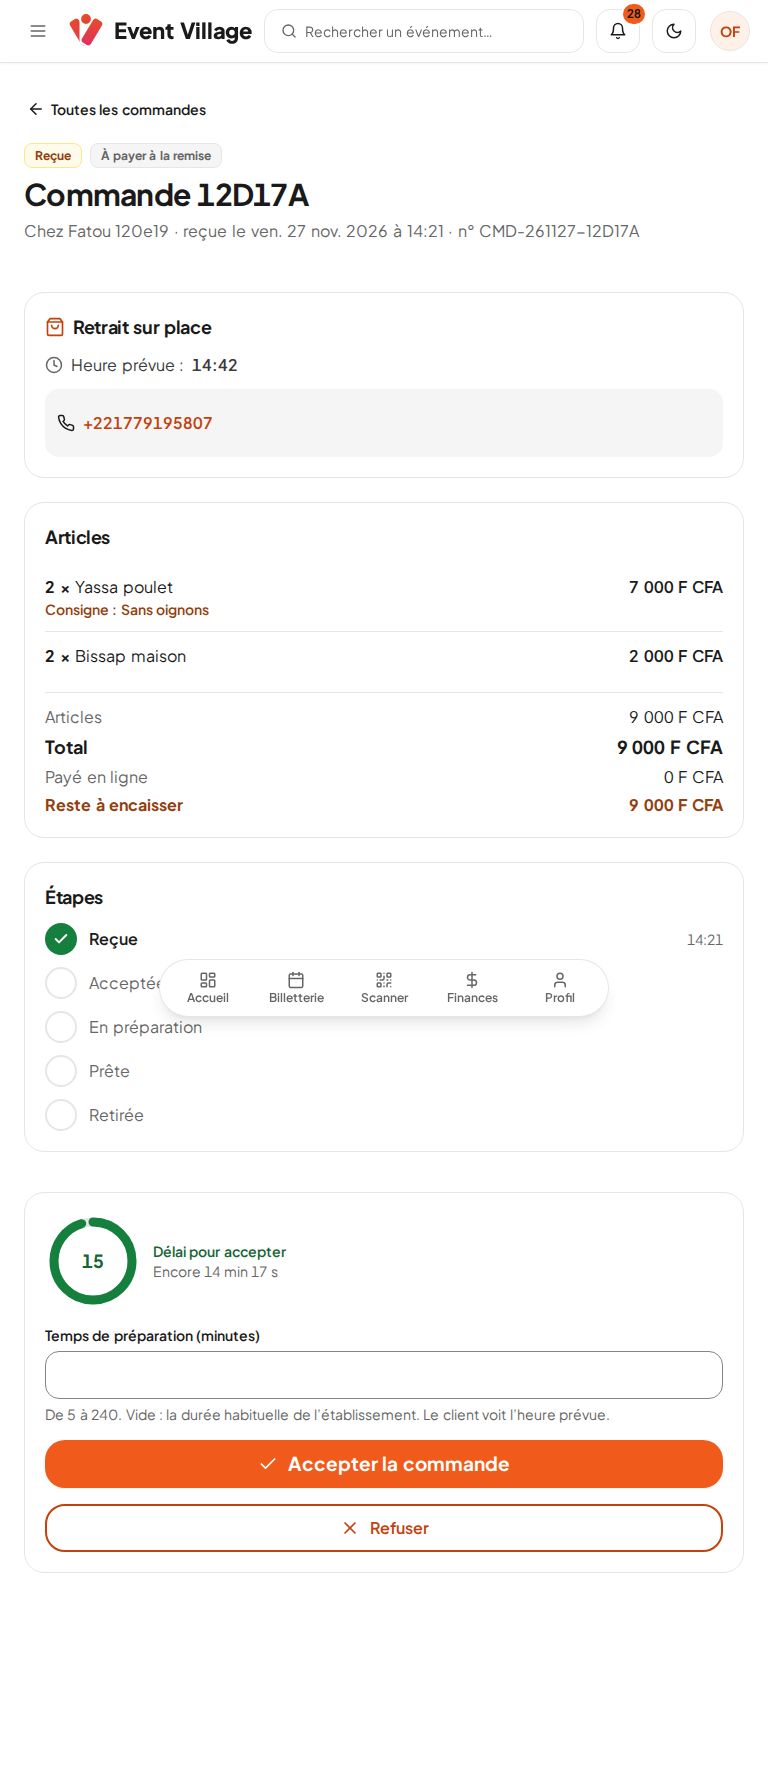 Event Village
Rechercher un événement...
28
OF
Toutes les commandes
Reçue
À payer à la remise
Commande 12D17A
Chez Fatou 120e19 · reçue le ven. 27 nov. 2026 à 14:21 · n° CMD-261127-12D17A
Retrait sur place
Heure prévue : 14:42
+221779195807
Articles
2 × Yassa poulet 7 000 F CFA
Consigne : Sans oignons
2 × Bissap maison 2 000 F CFA
Articles 9 000 F CFA
Total 9 000 F CFA
Payé en ligne 0 F CFA
Reste à encaisser 9 000 F CFA
Étapes
Reçue 14:21
Acceptée
Accueil Billetterie Scanner Finances Profil
En préparation
Prête
Retirée
15
Délai pour accepter
Encore 14 min 17 s
Temps de préparation (minutes)
De 5 à 240. Vide : la durée habituelle de l'établissement. Le client voit l'heure prévue.
Accepter la commande
Refuser